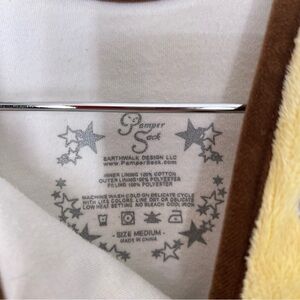 Pamper
Sack
EARTHWALK DESIGN LLC
www.PamperSack.com
INNER LINING 100% COTTON
OUTER LINING 100% POLYESTER
FILLING 100% POLYESTER
MACHINE WASH COLD ON DELICATE CYCLE
WITH LIKE COLORS. LINE DRY OR DELICATE
LOW HEAT SETTING. NO BLEACH. COOL IRON
- SIZE MEDIUM -
MADE IN CHINA